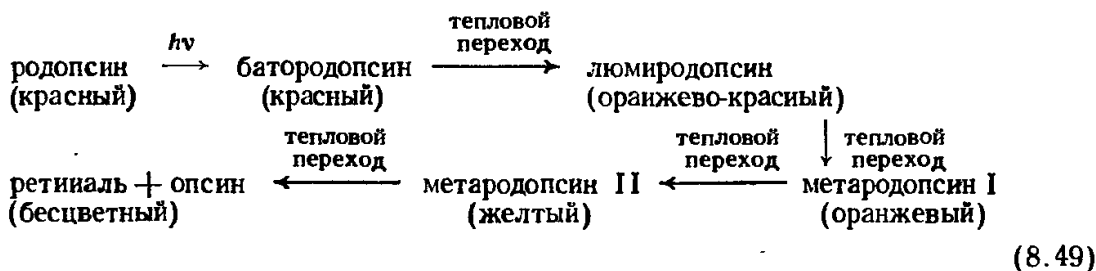 тепловой
hν переход
родопсин ⟶ батородопсин ⟶ люмиродопсин
(красный) (красный) (оранжево-красный)
тепловой тепловой тепловой
переход переход переход
ретиналь + опсин ⟵ метародопсин II ⟵ метародопсин I
(бесцветный) (желтый) (оранжевый)
(8.49)